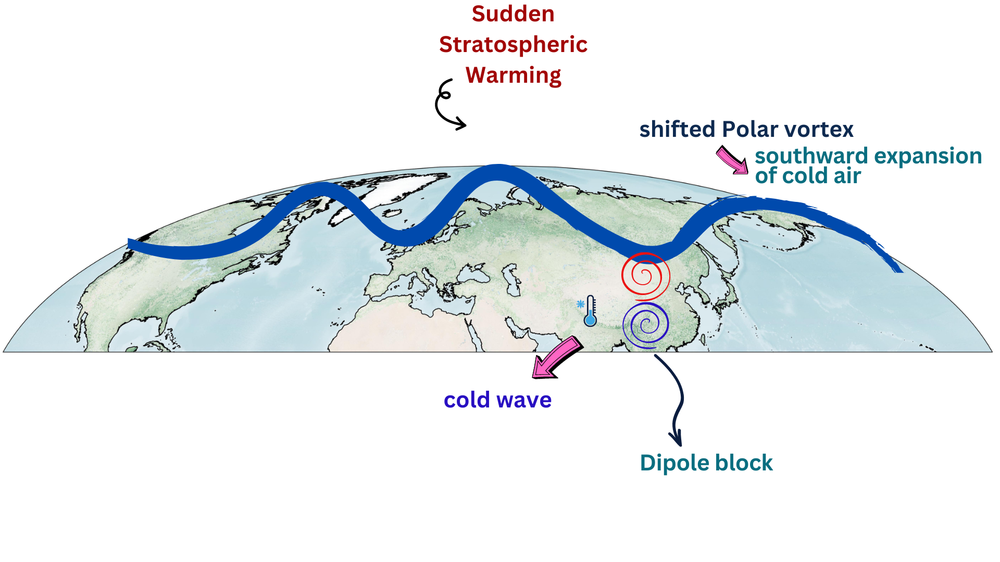 Sudden
Stratospheric
Warming
shifted Polar vortex
southward expansion
of cold air
cold wave
Dipole block